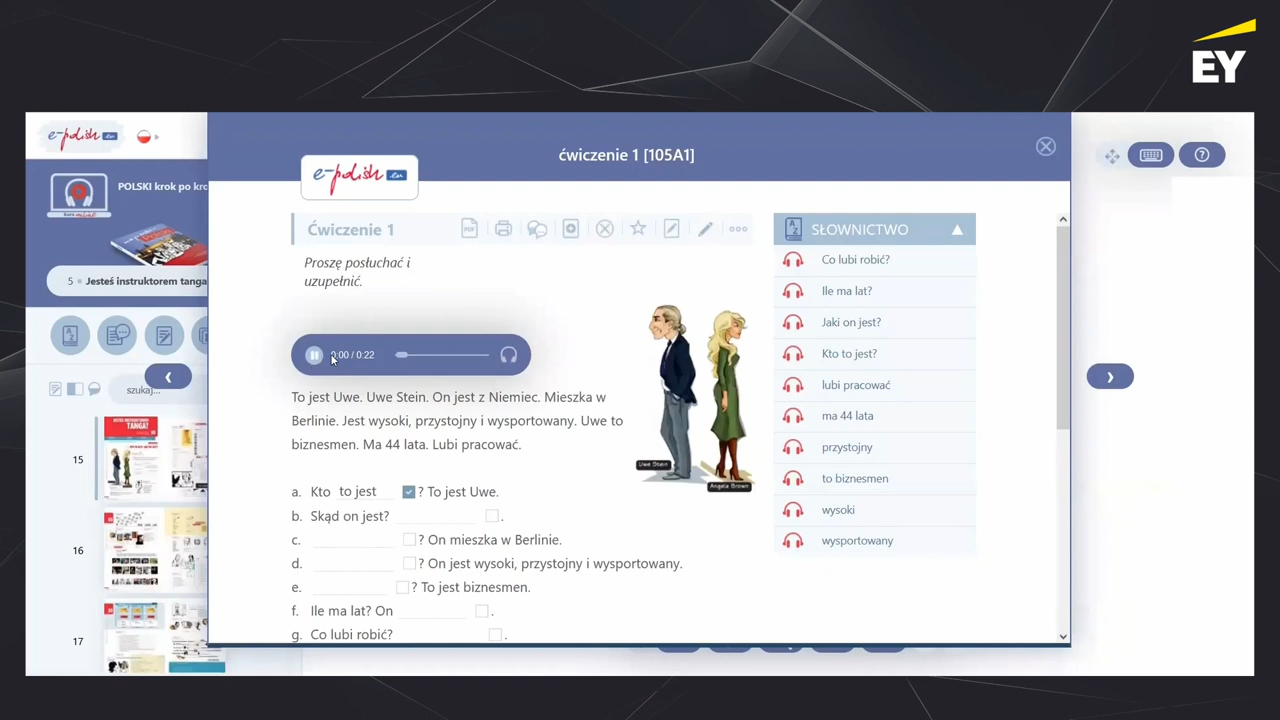 EY
e-polish.eu
POLSKI krok po kro
5 Jesteś instruktorem tanga
szukaj...
15
16
17
ćwiczenie 1 [105A1]
e-polish.eu
Ćwiczenie 1
PDF
Proszę posłuchać i
uzupełnić.
0:00 / 0:22
To jest Uwe. Uwe Stein. On jest z Niemiec. Mieszka w
Berlinie. Jest wysoki, przystojny i wysportowany. Uwe to
biznesmen. Ma 44 lata. Lubi pracować.
Uwe Stein
Angela Brown
a. Kto to jest ? To jest Uwe.
b. Skąd on jest? .
c. ? On mieszka w Berlinie.
d. ? On jest wysoki, przystojny i wysportowany.
e. ? To jest biznesmen.
f. Ile ma lat? On .
g. Co lubi robić? .
SŁOWNICTWO
Co lubi robić?
Ile ma lat?
Jaki on jest?
Kto to jest?
lubi pracować
ma 44 lata
przystojny
to biznesmen
wysoki
wysportowany